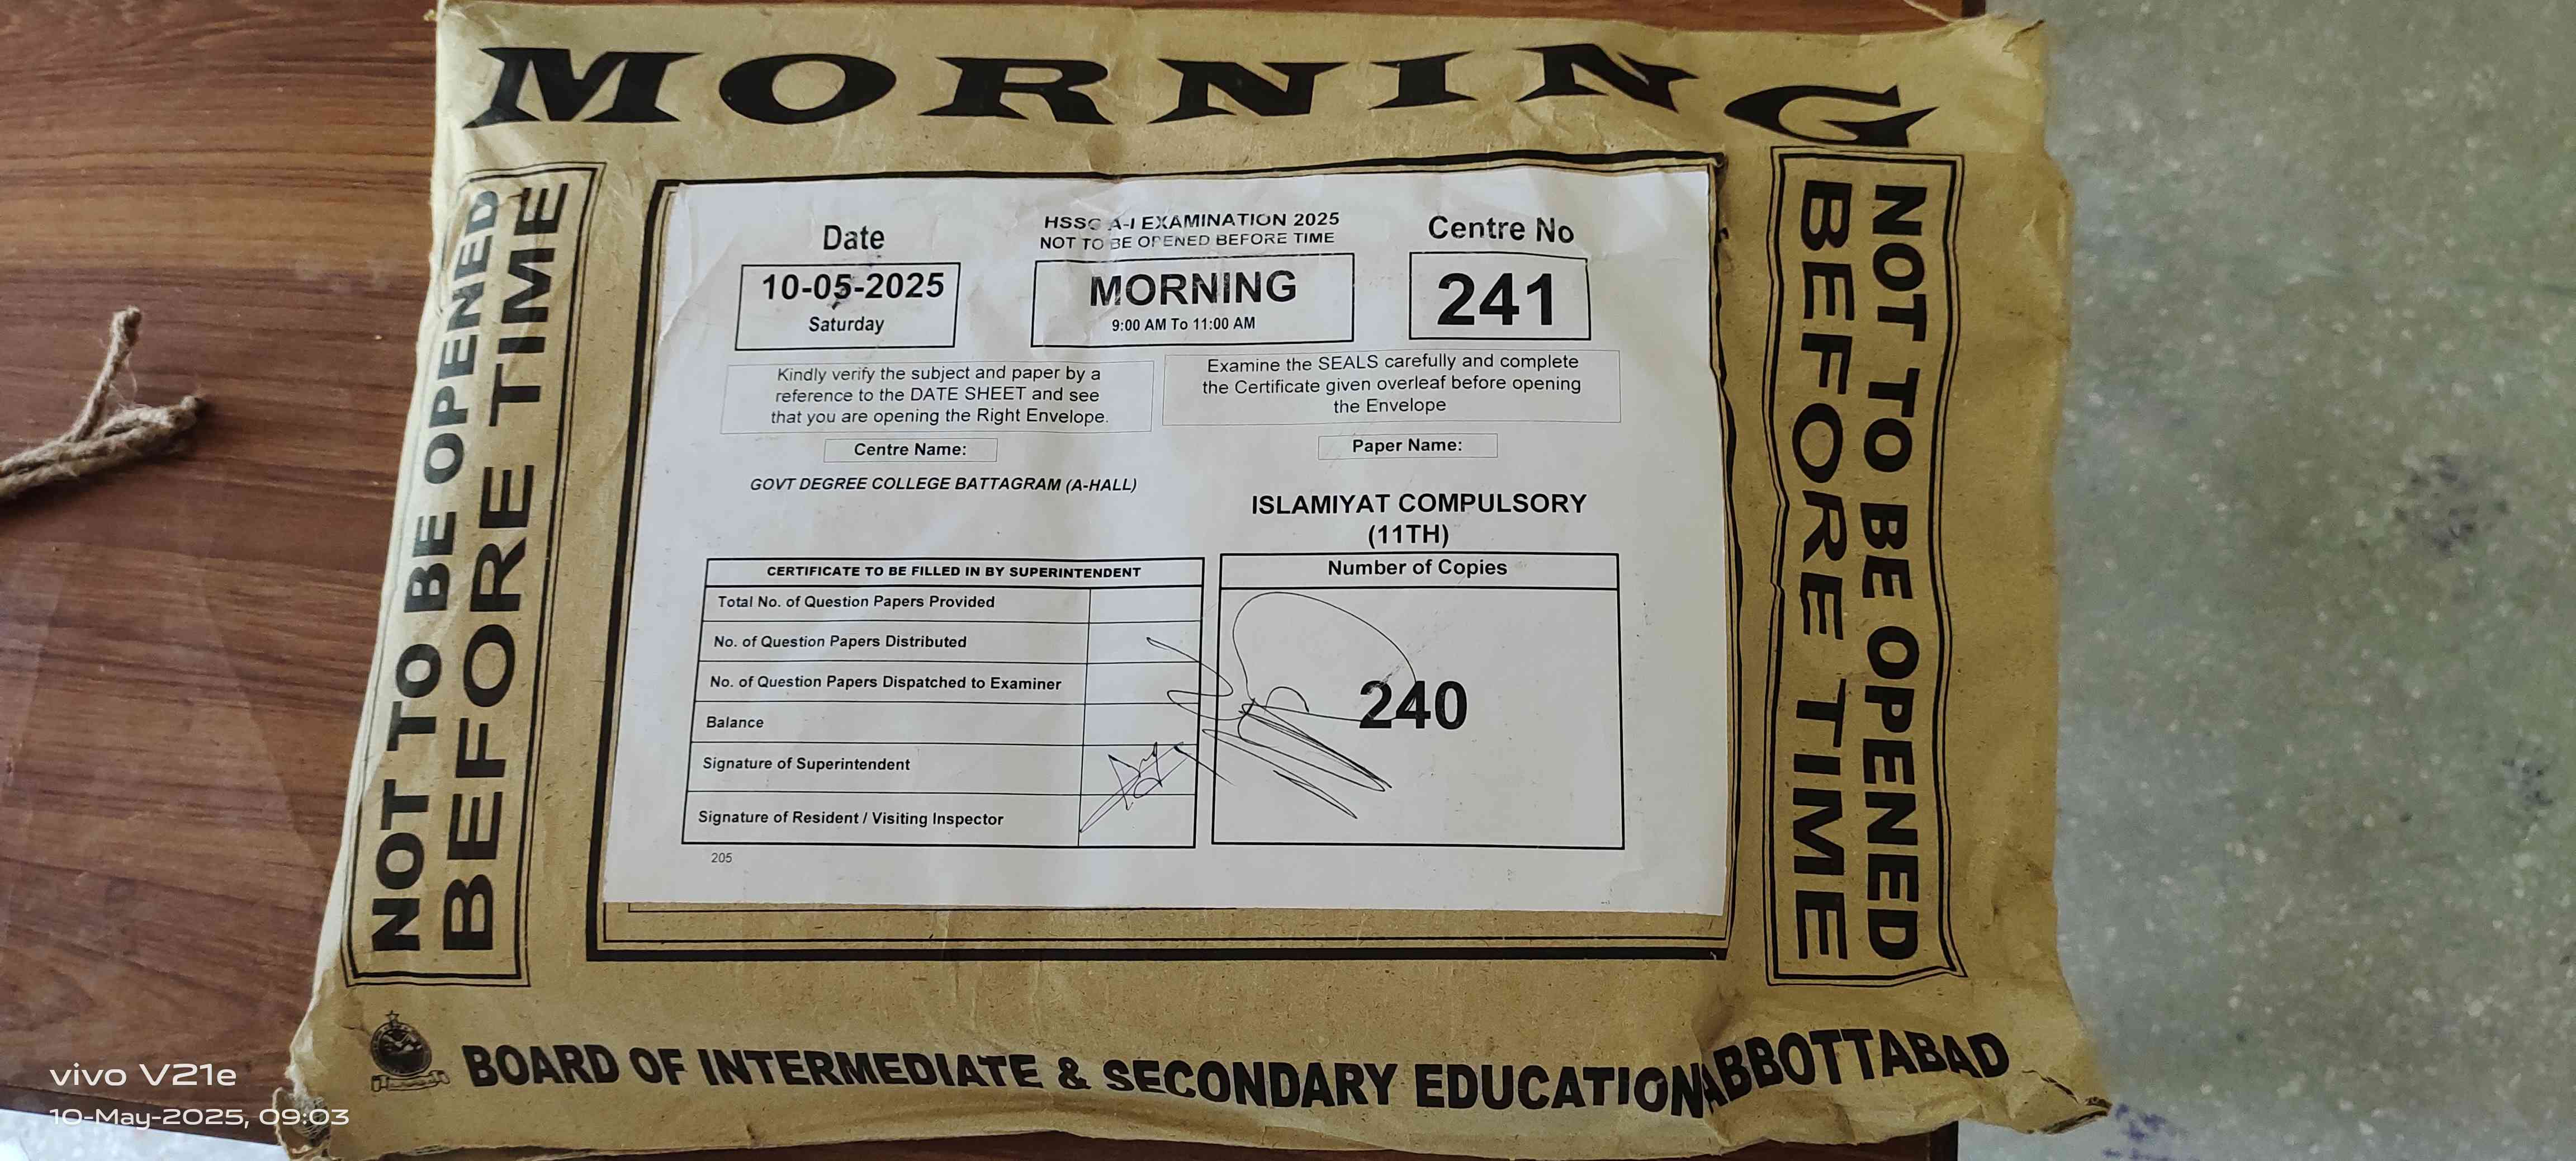 MORNING
NOT TO BE OPENED
BEFORE TIME
Date
10-05-2025
Saturday
HSSC A-I EXAMINATION 2025
NOT TO BE OPENED BEFORE TIME
MORNING
9:00 AM To 11:00 AM
Centre No
241
Kindly verify the subject and paper by a
reference to the DATE SHEET and see
that you are opening the Right Envelope.
Examine the SEALS carefully and complete
the Certificate given overleaf before opening
the Envelope
Centre Name:
GOVT DEGREE COLLEGE BATTAGRAM (A-HALL)
Paper Name:
ISLAMIYAT COMPULSORY
(11TH)
CERTIFICATE TO BE FILLED IN BY SUPERINTENDENT
Total No. of Question Papers Provided
No. of Question Papers Distributed
No. of Question Papers Dispatched to Examiner
Balance
Signature of Superintendent
Signature of Resident / Visiting Inspector
205
Number of Copies
240
NOT TO BE OPENED
BEFORE TIME
BOARD OF INTERMEDIATE & SECONDARY EDUCATION ABBOTTABAD
vivo V21e
10-May-2025, 09:03